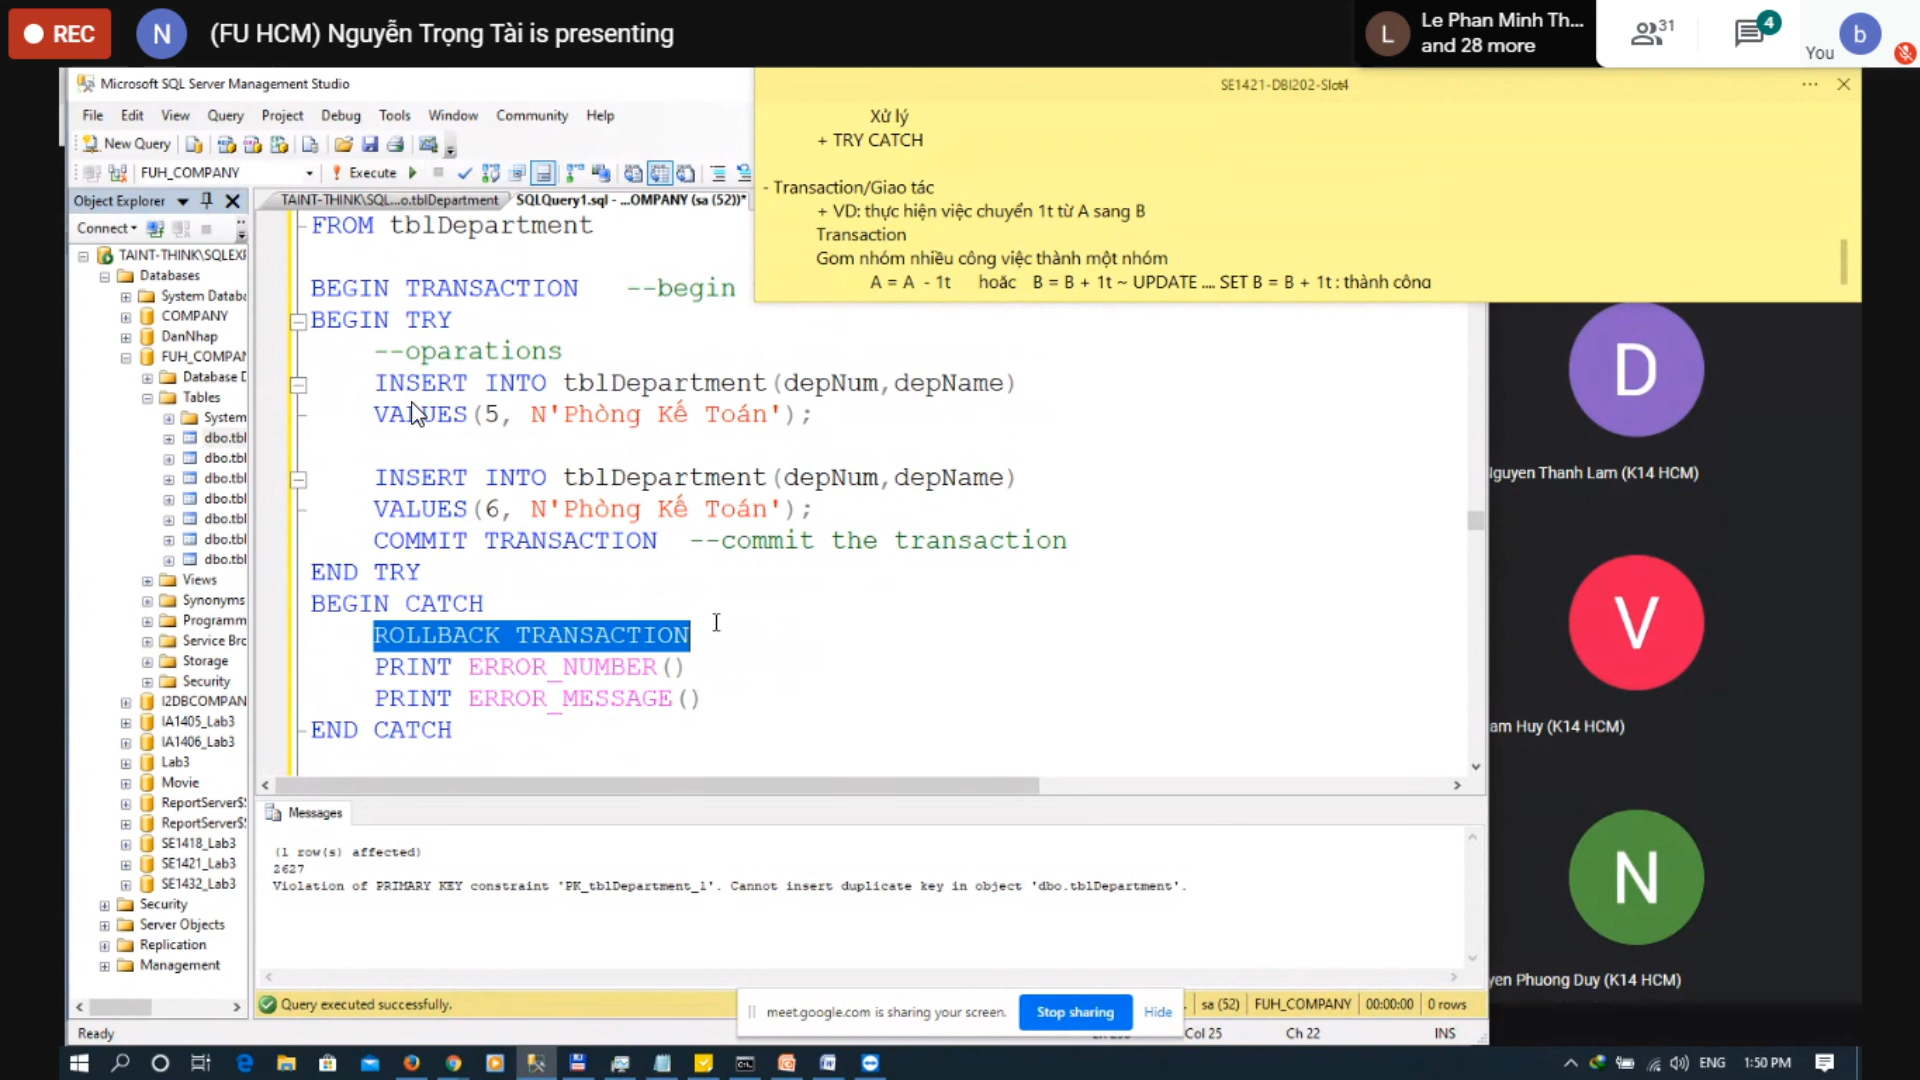 REC
N
(FU HCM) Nguyễn Trọng Tài is presenting
L
Le Phan Minh Th...
and 28 more
31
4
You
b
Microsoft SQL Server Management Studio
File Edit View Query Project Debug Tools Window Community Help
New Query
FUH_COMPANY
Execute
Object Explorer
Connect
TAINT-THINK\SQLEXF
Databases
System Databa
COMPANY
DanNhap
FUH_COMPAN
Database D
Tables
System
dbo.tbl
dbo.tbl
dbo.tbl
dbo.tbl
dbo.tbl
dbo.tbl
dbo.tbl
Views
Synonyms
Programm
Service Bro
Storage
Security
I2DBCOMPAN
IA1405_Lab3
IA1406_Lab3
Lab3
Movie
ReportServer$
ReportServer$
SE1418_Lab3
SE1421_Lab3
SE1432_Lab3
Security
Server Objects
Replication
Management
TAINT-THINK\SQL...o.tblDepartment
SQLQuery1.sql - ...OMPANY (sa (52))*
FROM tblDepartment
BEGIN TRANSACTION --begin
BEGIN TRY
--oparations
INSERT INTO tblDepartment(depNum,depName)
VALUES(5, N'Phòng Kế Toán');
INSERT INTO tblDepartment(depNum,depName)
VALUES(6, N'Phòng Kế Toán');
COMMIT TRANSACTION --commit the transaction
END TRY
BEGIN CATCH
ROLLBACK TRANSACTION
PRINT ERROR_NUMBER()
PRINT ERROR_MESSAGE()
END CATCH
SE1421-DBI202-Slot4
Xử lý
+ TRY CATCH
- Transaction/Giao tác
+ VD: thực hiện việc chuyển 1t từ A sang B
Transaction
Gom nhóm nhiều công việc thành một nhóm
A = A - 1t hoặc B = B + 1t ~ UPDATE .... SET B = B + 1t : thành công
Messages
(1 row(s) affected)
2627
Violation of PRIMARY KEY constraint 'PK_tblDepartment_1'. Cannot insert duplicate key in object 'dbo.tblDepartment'.
Query executed successfully.
sa (52) FUH_COMPANY 00:00:00 0 rows
meet.google.com is sharing your screen.
Stop sharing
Hide
Ready
Col 25 Ch 22 INS
D
Nguyen Thanh Lam (K14 HCM)
V
am Huy (K14 HCM)
N
yen Phuong Duy (K14 HCM)
ENG
1:50 PM